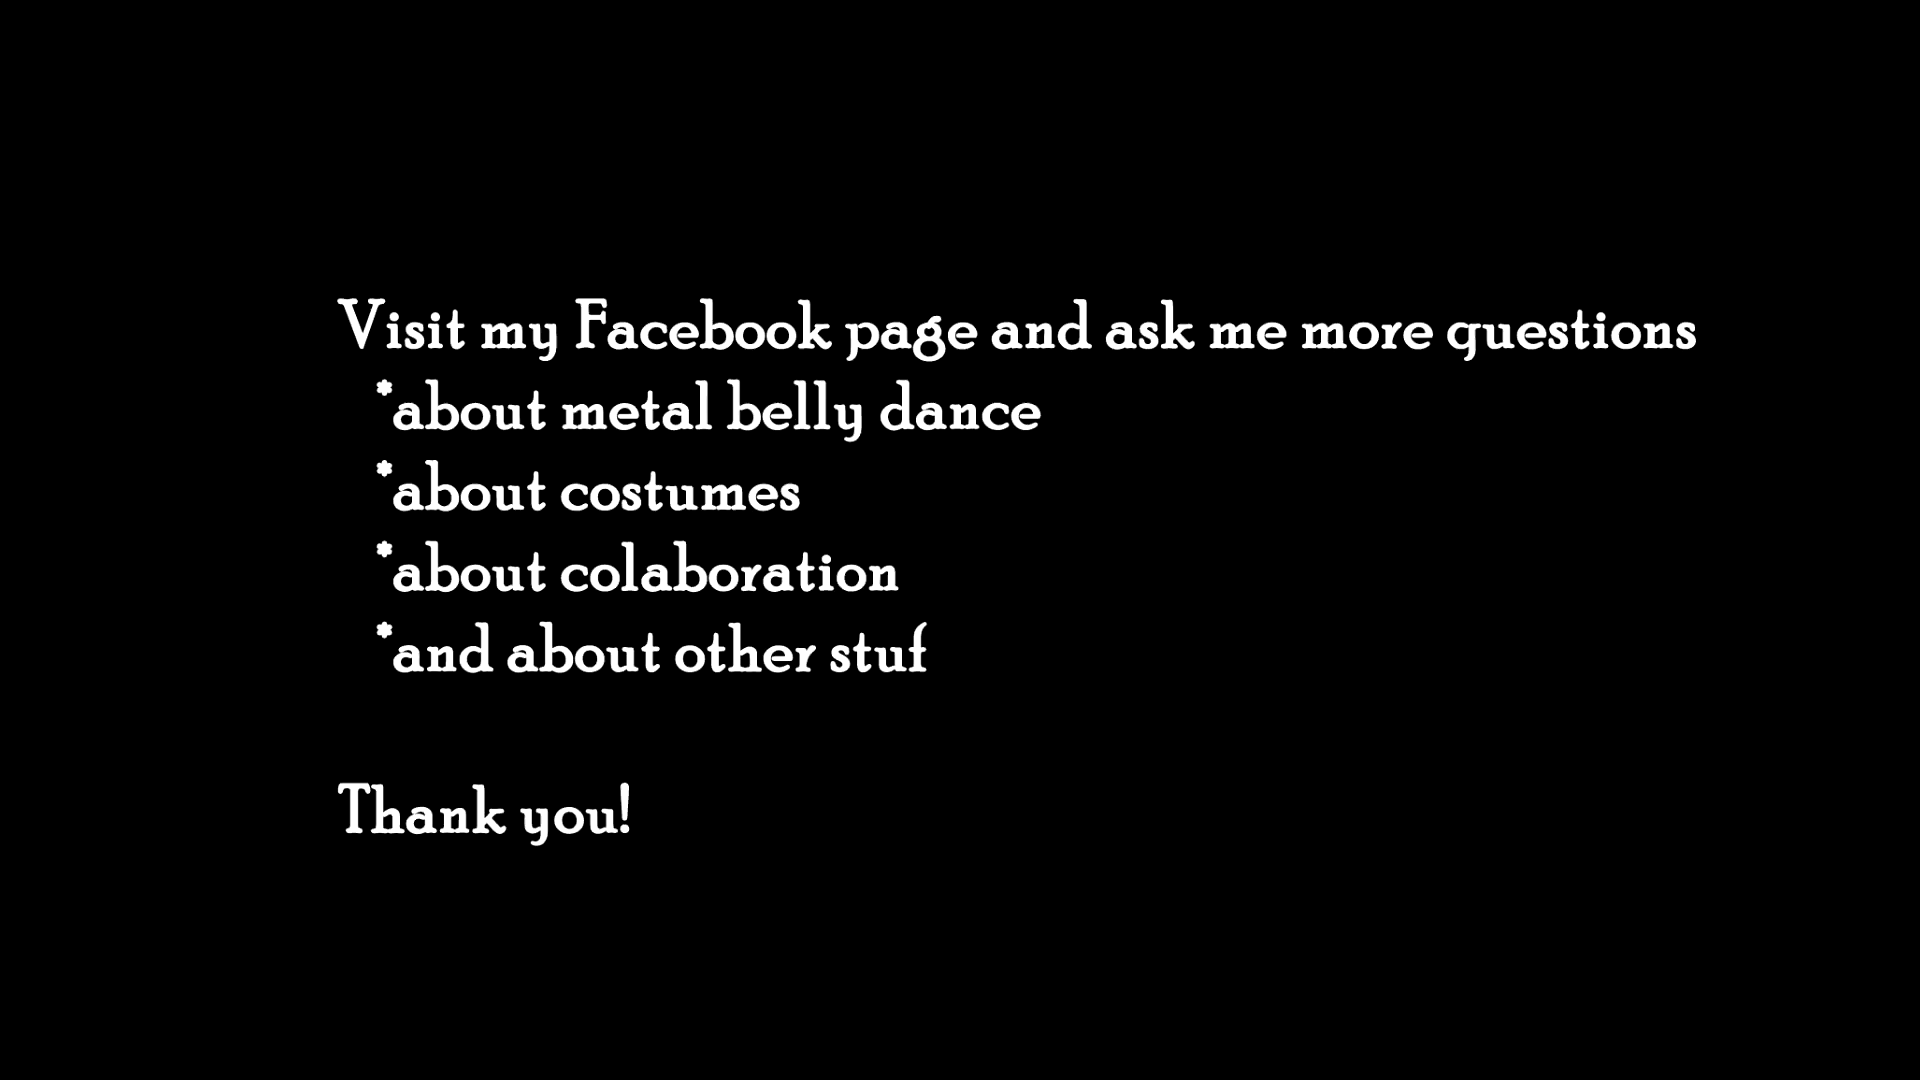 Visit my Facebook page and ask me more questions
*about metal belly dance
*about costumes
*about colaboration
*and about other stuf
Thank you!